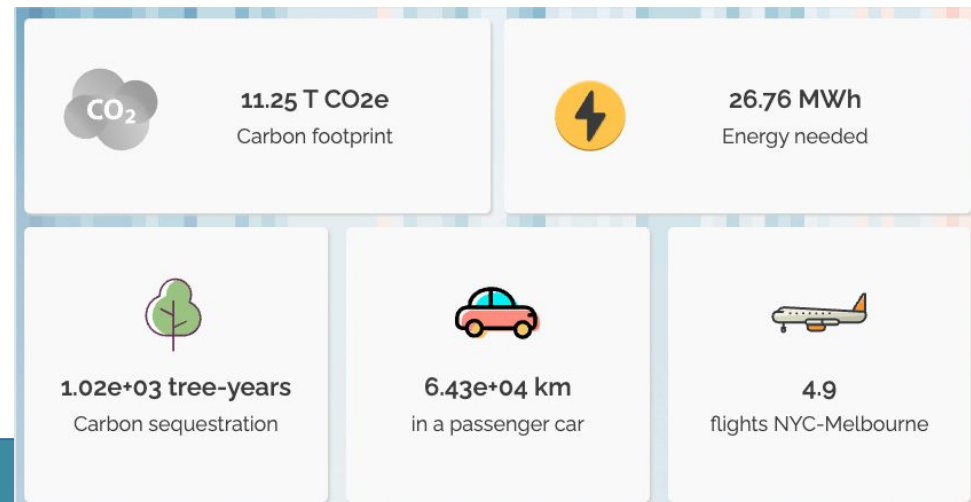 CO₂
11.25 T CO2e
Carbon footprint
26.76 MWh
Energy needed
1.02e+03 tree-years
Carbon sequestration
6.43e+04 km
in a passenger car
4.9
flights NYC-Melbourne